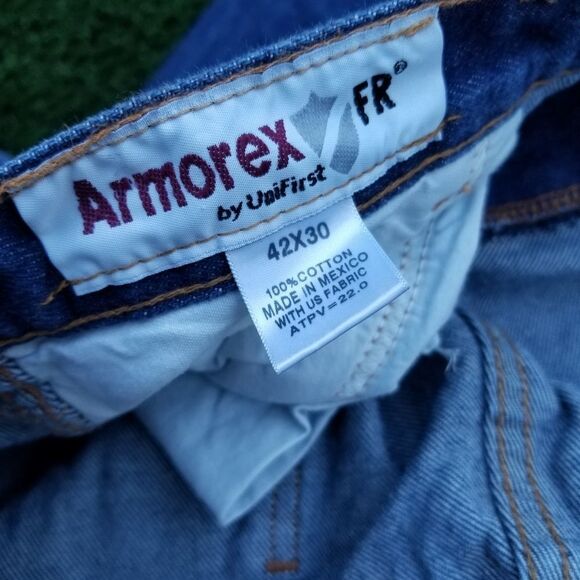 Armorex FR®
by UniFirst
42X30
100%COTTON
MADE IN MEXICO
WITH US FABRIC
ATPV=22.0